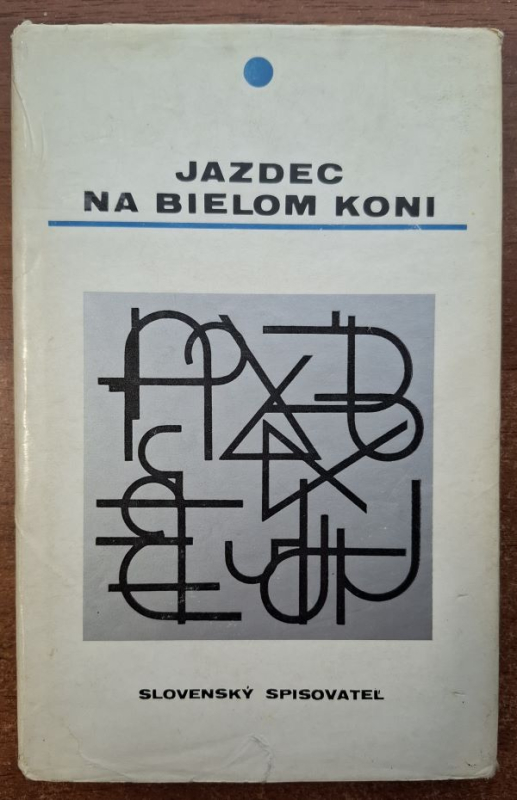 JAZDEC
NA BIELOM KONI
SLOVENSKÝ SPISOVATEĽ